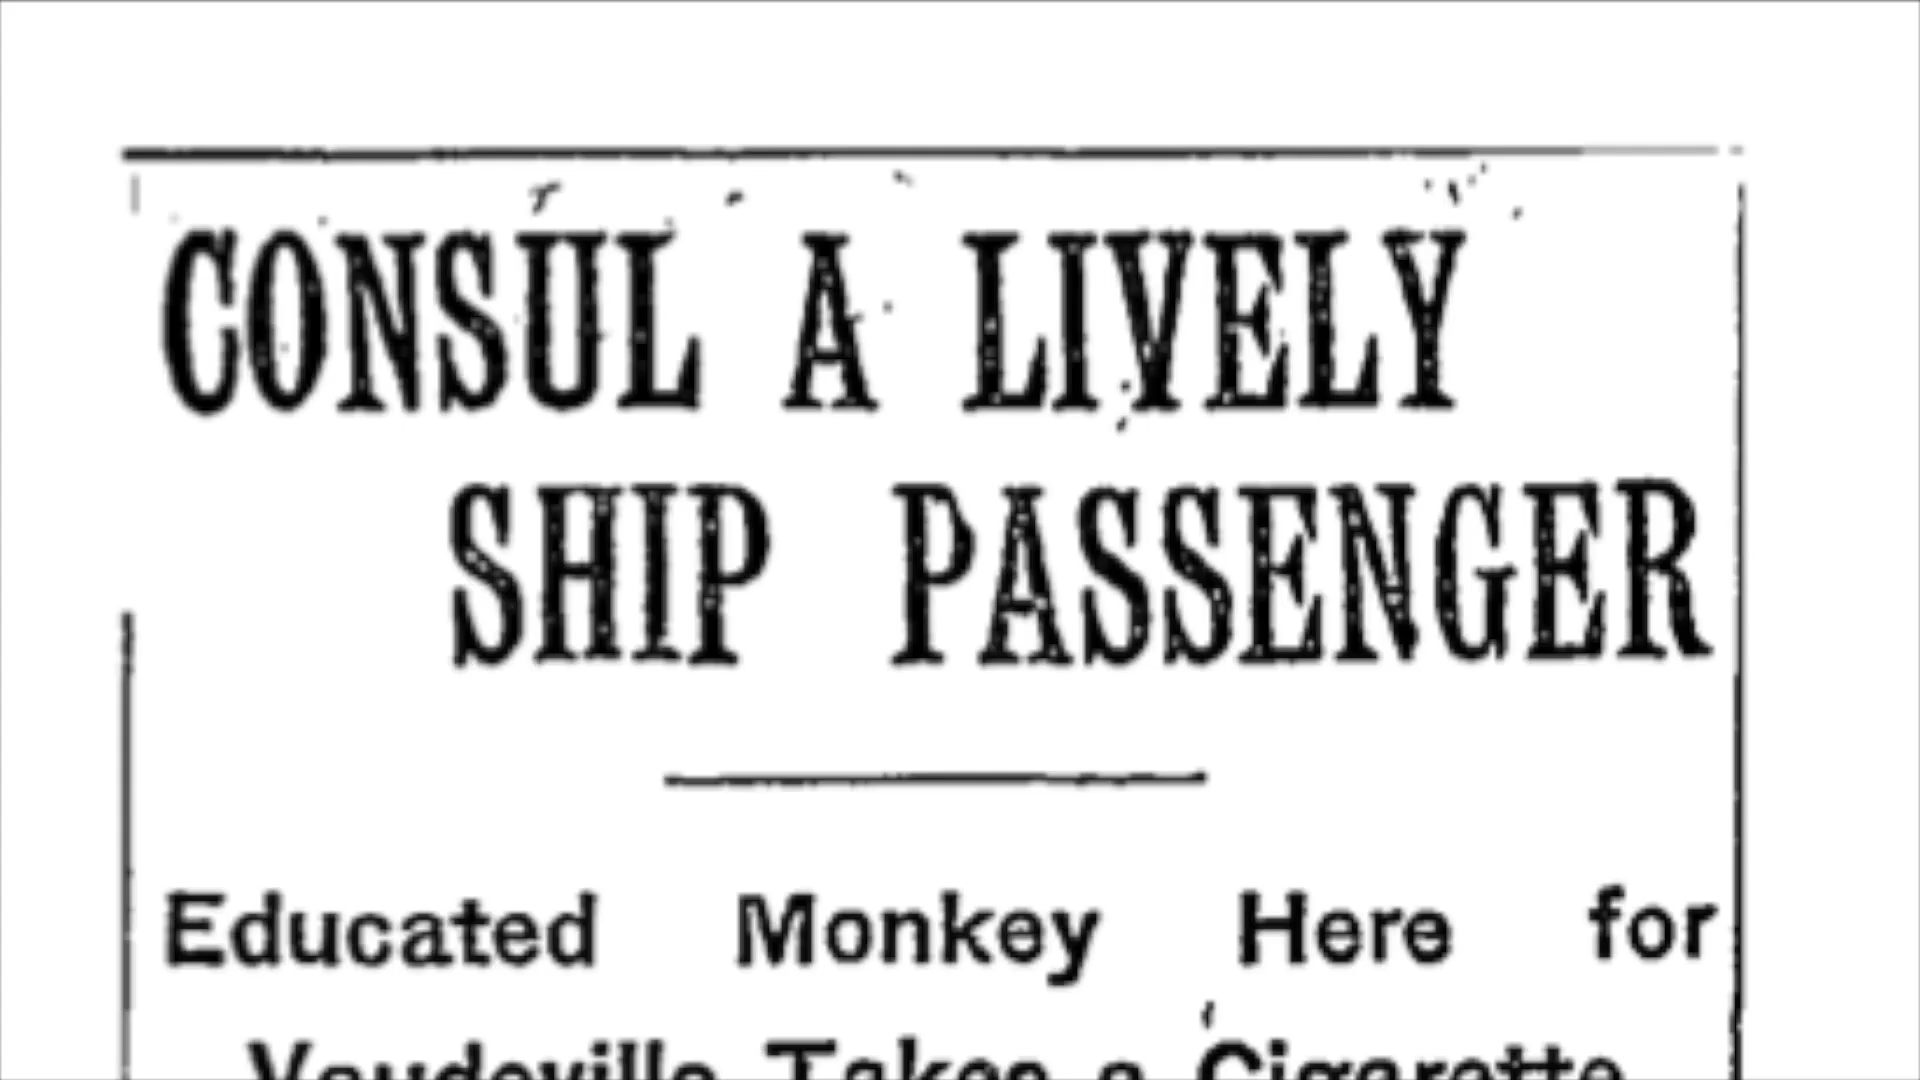 CONSUL A LIVELY
SHIP PASSENGER
Educated Monkey Here for
Vaudeville Takes a Cigarette